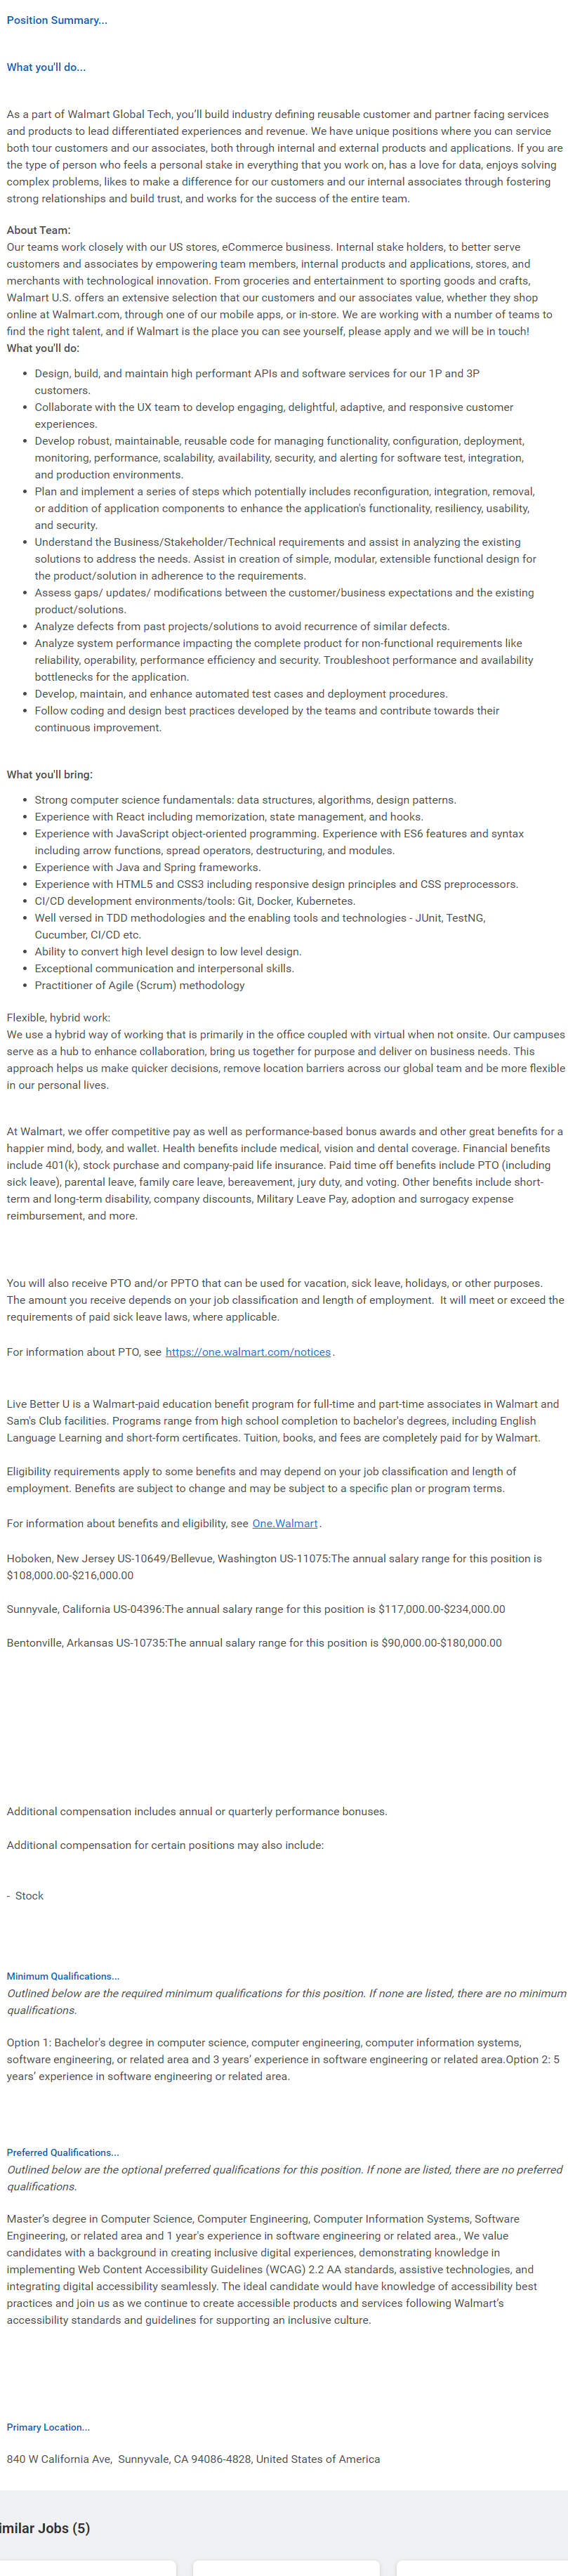 Position Summary...
What you'll do...
As a part of Walmart Global Tech, you’ll build industry defining reusable customer and partner facing services
and products to lead differentiated experiences and revenue. We have unique positions where you can service
both tour customers and our associates, both through internal and external products and applications. If you are
the type of person who feels a personal stake in everything that you work on, has a love for data, enjoys solving
complex problems, likes to make a difference for our customers and our internal associates through fostering
strong relationships and build trust, and works for the success of the entire team.
About Team:
Our teams work closely with our US stores, eCommerce business. Internal stake holders, to better serve
customers and associates by empowering team members, internal products and applications, stores, and
merchants with technological innovation. From groceries and entertainment to sporting goods and crafts,
Walmart U.S. offers an extensive selection that our customers and our associates value, whether they shop
online at Walmart.com, through one of our mobile apps, or in-store. We are working with a number of teams to
find the right talent, and if Walmart is the place you can see yourself, please apply and we will be in touch!
What you'll do:
• Design, build, and maintain high performant APIs and software services for our 1P and 3P
customers.
• Collaborate with the UX team to develop engaging, delightful, adaptive, and responsive customer
experiences.
• Develop robust, maintainable, reusable code for managing functionality, configuration, deployment,
monitoring, performance, scalability, availability, security, and alerting for software test, integration,
and production environments.
• Plan and implement a series of steps which potentially includes reconfiguration, integration, removal,
or addition of application components to enhance the application's functionality, resiliency, usability,
and security.
• Understand the Business/Stakeholder/Technical requirements and assist in analyzing the existing
solutions to address the needs. Assist in creation of simple, modular, extensible functional design for
the product/solution in adherence to the requirements.
• Assess gaps/ updates/ modifications between the customer/business expectations and the existing
product/solutions.
• Analyze defects from past projects/solutions to avoid recurrence of similar defects.
• Analyze system performance impacting the complete product for non-functional requirements like
reliability, operability, performance efficiency and security. Troubleshoot performance and availability
bottlenecks for the application.
• Develop, maintain, and enhance automated test cases and deployment procedures.
• Follow coding and design best practices developed by the teams and contribute towards their
continuous improvement.
What you'll bring:
• Strong computer science fundamentals: data structures, algorithms, design patterns.
• Experience with React including memorization, state management, and hooks.
• Experience with JavaScript object-oriented programming. Experience with ES6 features and syntax
including arrow functions, spread operators, destructuring, and modules.
• Experience with Java and Spring frameworks.
• Experience with HTML5 and CSS3 including responsive design principles and CSS preprocessors.
• CI/CD development environments/tools: Git, Docker, Kubernetes.
• Well versed in TDD methodologies and the enabling tools and technologies - JUnit, TestNG,
Cucumber, CI/CD etc.
• Ability to convert high level design to low level design.
• Exceptional communication and interpersonal skills.
• Practitioner of Agile (Scrum) methodology
Flexible, hybrid work:
We use a hybrid way of working that is primarily in the office coupled with virtual when not onsite. Our campuses
serve as a hub to enhance collaboration, bring us together for purpose and deliver on business needs. This
approach helps us make quicker decisions, remove location barriers across our global team and be more flexible
in our personal lives.
At Walmart, we offer competitive pay as well as performance-based bonus awards and other great benefits for a
happier mind, body, and wallet. Health benefits include medical, vision and dental coverage. Financial benefits
include 401(k), stock purchase and company-paid life insurance. Paid time off benefits include PTO (including
sick leave), parental leave, family care leave, bereavement, jury duty, and voting. Other benefits include short-
term and long-term disability, company discounts, Military Leave Pay, adoption and surrogacy expense
reimbursement, and more.
You will also receive PTO and/or PPTO that can be used for vacation, sick leave, holidays, or other purposes.
The amount you receive depends on your job classification and length of employment. It will meet or exceed the
requirements of paid sick leave laws, where applicable.
For information about PTO, see https://one.walmart.com/notices .
Live Better U is a Walmart-paid education benefit program for full-time and part-time associates in Walmart and
Sam's Club facilities. Programs range from high school completion to bachelor's degrees, including English
Language Learning and short-form certificates. Tuition, books, and fees are completely paid for by Walmart.
Eligibility requirements apply to some benefits and may depend on your job classification and length of
employment. Benefits are subject to change and may be subject to a specific plan or program terms.
For information about benefits and eligibility, see One.Walmart .
Hoboken, New Jersey US-10649/Bellevue, Washington US-11075:The annual salary range for this position is
$108,000.00-$216,000.00
Sunnyvale, California US-04396:The annual salary range for this position is $117,000.00-$234,000.00
Bentonville, Arkansas US-10735:The annual salary range for this position is $90,000.00-$180,000.00
Additional compensation includes annual or quarterly performance bonuses.
Additional compensation for certain positions may also include:
- Stock
Minimum Qualifications...
Outlined below are the required minimum qualifications for this position. If none are listed, there are no minimum
qualifications.
Option 1: Bachelor's degree in computer science, computer engineering, computer information systems,
software engineering, or related area and 3 years’ experience in software engineering or related area.Option 2: 5
years’ experience in software engineering or related area.
Preferred Qualifications...
Outlined below are the optional preferred qualifications for this position. If none are listed, there are no preferred
qualifications.
Master’s degree in Computer Science, Computer Engineering, Computer Information Systems, Software
Engineering, or related area and 1 year's experience in software engineering or related area., We value
candidates with a background in creating inclusive digital experiences, demonstrating knowledge in
implementing Web Content Accessibility Guidelines (WCAG) 2.2 AA standards, assistive technologies, and
integrating digital accessibility seamlessly. The ideal candidate would have knowledge of accessibility best
practices and join us as we continue to create accessible products and services following Walmart’s
accessibility standards and guidelines for supporting an inclusive culture.
Primary Location...
840 W California Ave, Sunnyvale, CA 94086-4828, United States of America
imilar Jobs (5)